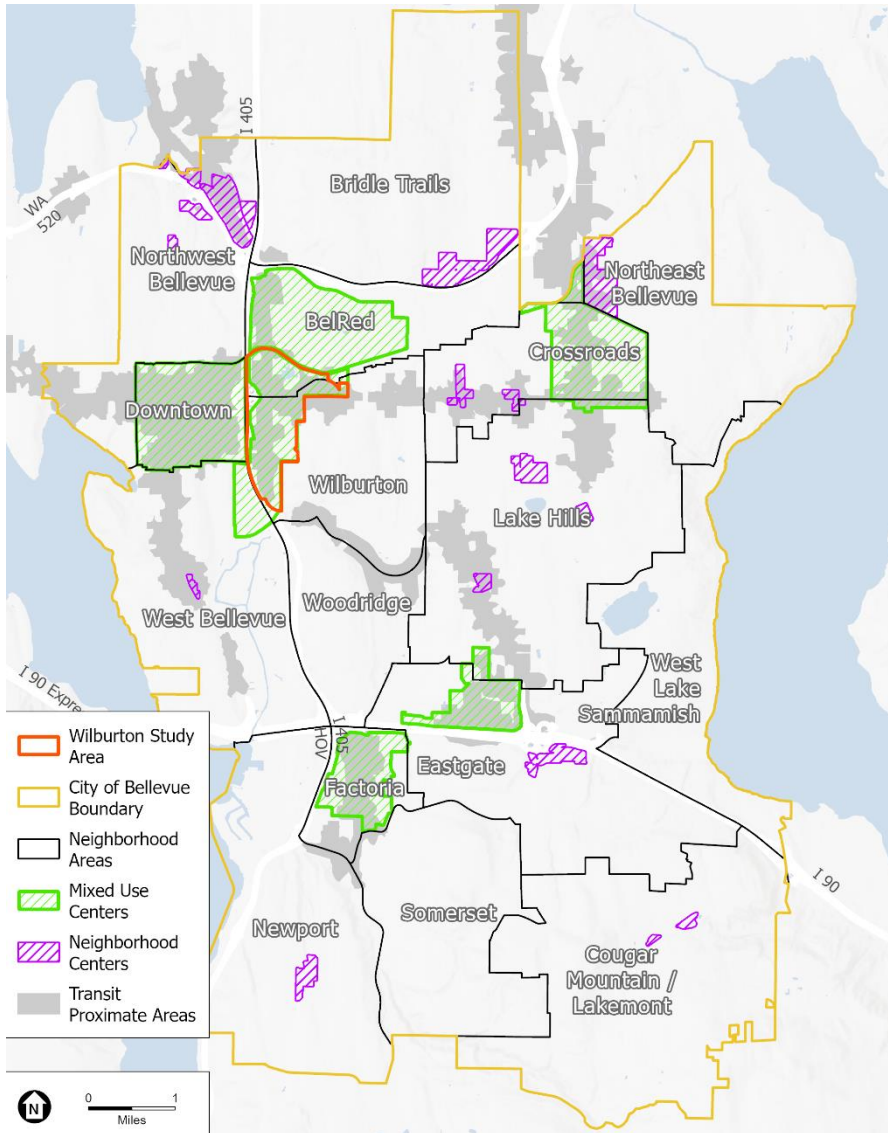 I 405
Bridle Trails
WA
520
Northwest
Bellevue
Northeast
Bellevue
BelRed
Crossroads
Downtown
Wilburton
Lake Hills
West Bellevue
Woodridge
West
Lake
Sammamish
I 90 Expre
I 405
HOV
Eastgate
Factoria
I 90
Newport
Somerset
Cougar
Mountain /
Lakemont
Wilburton Study
Area
City of Bellevue
Boundary
Neighborhood
Areas
Mixed Use
Centers
Neighborhood
Centers
Transit
Proximate Areas
N
0 1
Miles